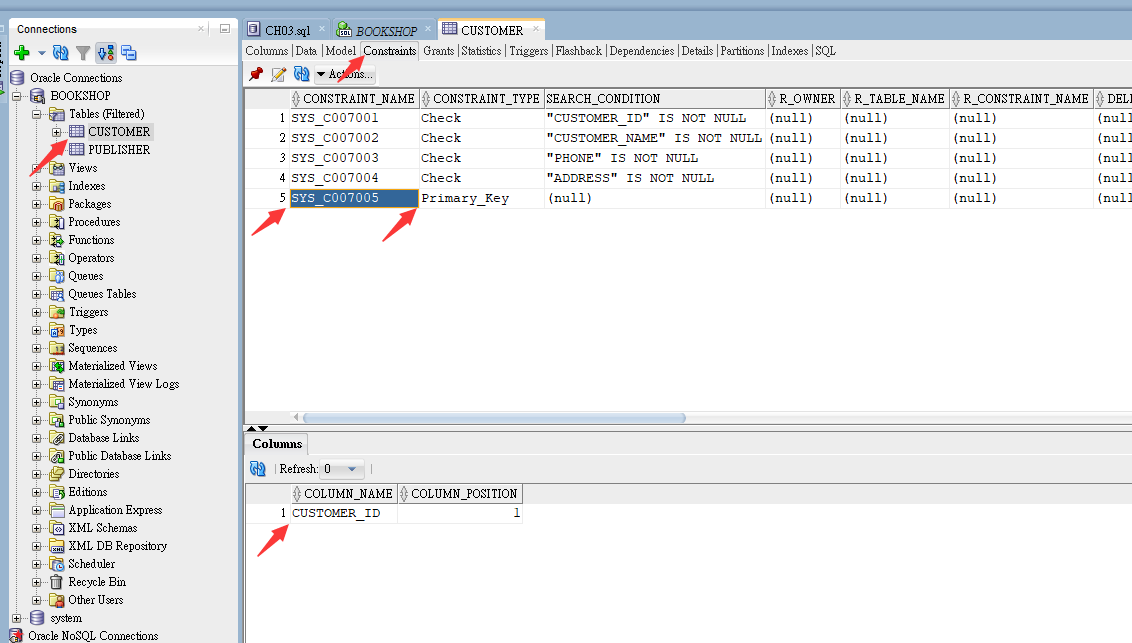 Connections
Oracle Connections
BOOKSHOP
Tables (Filtered)
CUSTOMER
PUBLISHER
Views
Indexes
Packages
Procedures
Functions
Operators
Queues
Queues Tables
Triggers
Types
Sequences
Materialized Views
Materialized View Logs
Synonyms
Public Synonyms
Database Links
Public Database Links
Directories
Editions
Application Express
XML Schemas
XML DB Repository
Scheduler
Recycle Bin
Other Users
system
Oracle NoSQL Connections
CH03.sql BOOKSHOP CUSTOMER
Columns Data Model Constraints Grants Statistics Triggers Flashback Dependencies Details Partitions Indexes SQL
Actions...
CONSTRAINT_NAME CONSTRAINT_TYPE SEARCH_CONDITION R_OWNER R_TABLE_NAME R_CONSTRAINT_NAME DELE
1 SYS_C007001 Check "CUSTOMER_ID" IS NOT NULL (null) (null) (null) (null
2 SYS_C007002 Check "CUSTOMER_NAME" IS NOT NULL (null) (null) (null) (null
3 SYS_C007003 Check "PHONE" IS NOT NULL (null) (null) (null) (null
4 SYS_C007004 Check "ADDRESS" IS NOT NULL (null) (null) (null) (null
5 SYS_C007005 Primary_Key (null) (null) (null) (null) (null
Columns
Refresh: 0
COLUMN_NAME COLUMN_POSITION
1 CUSTOMER_ID 1